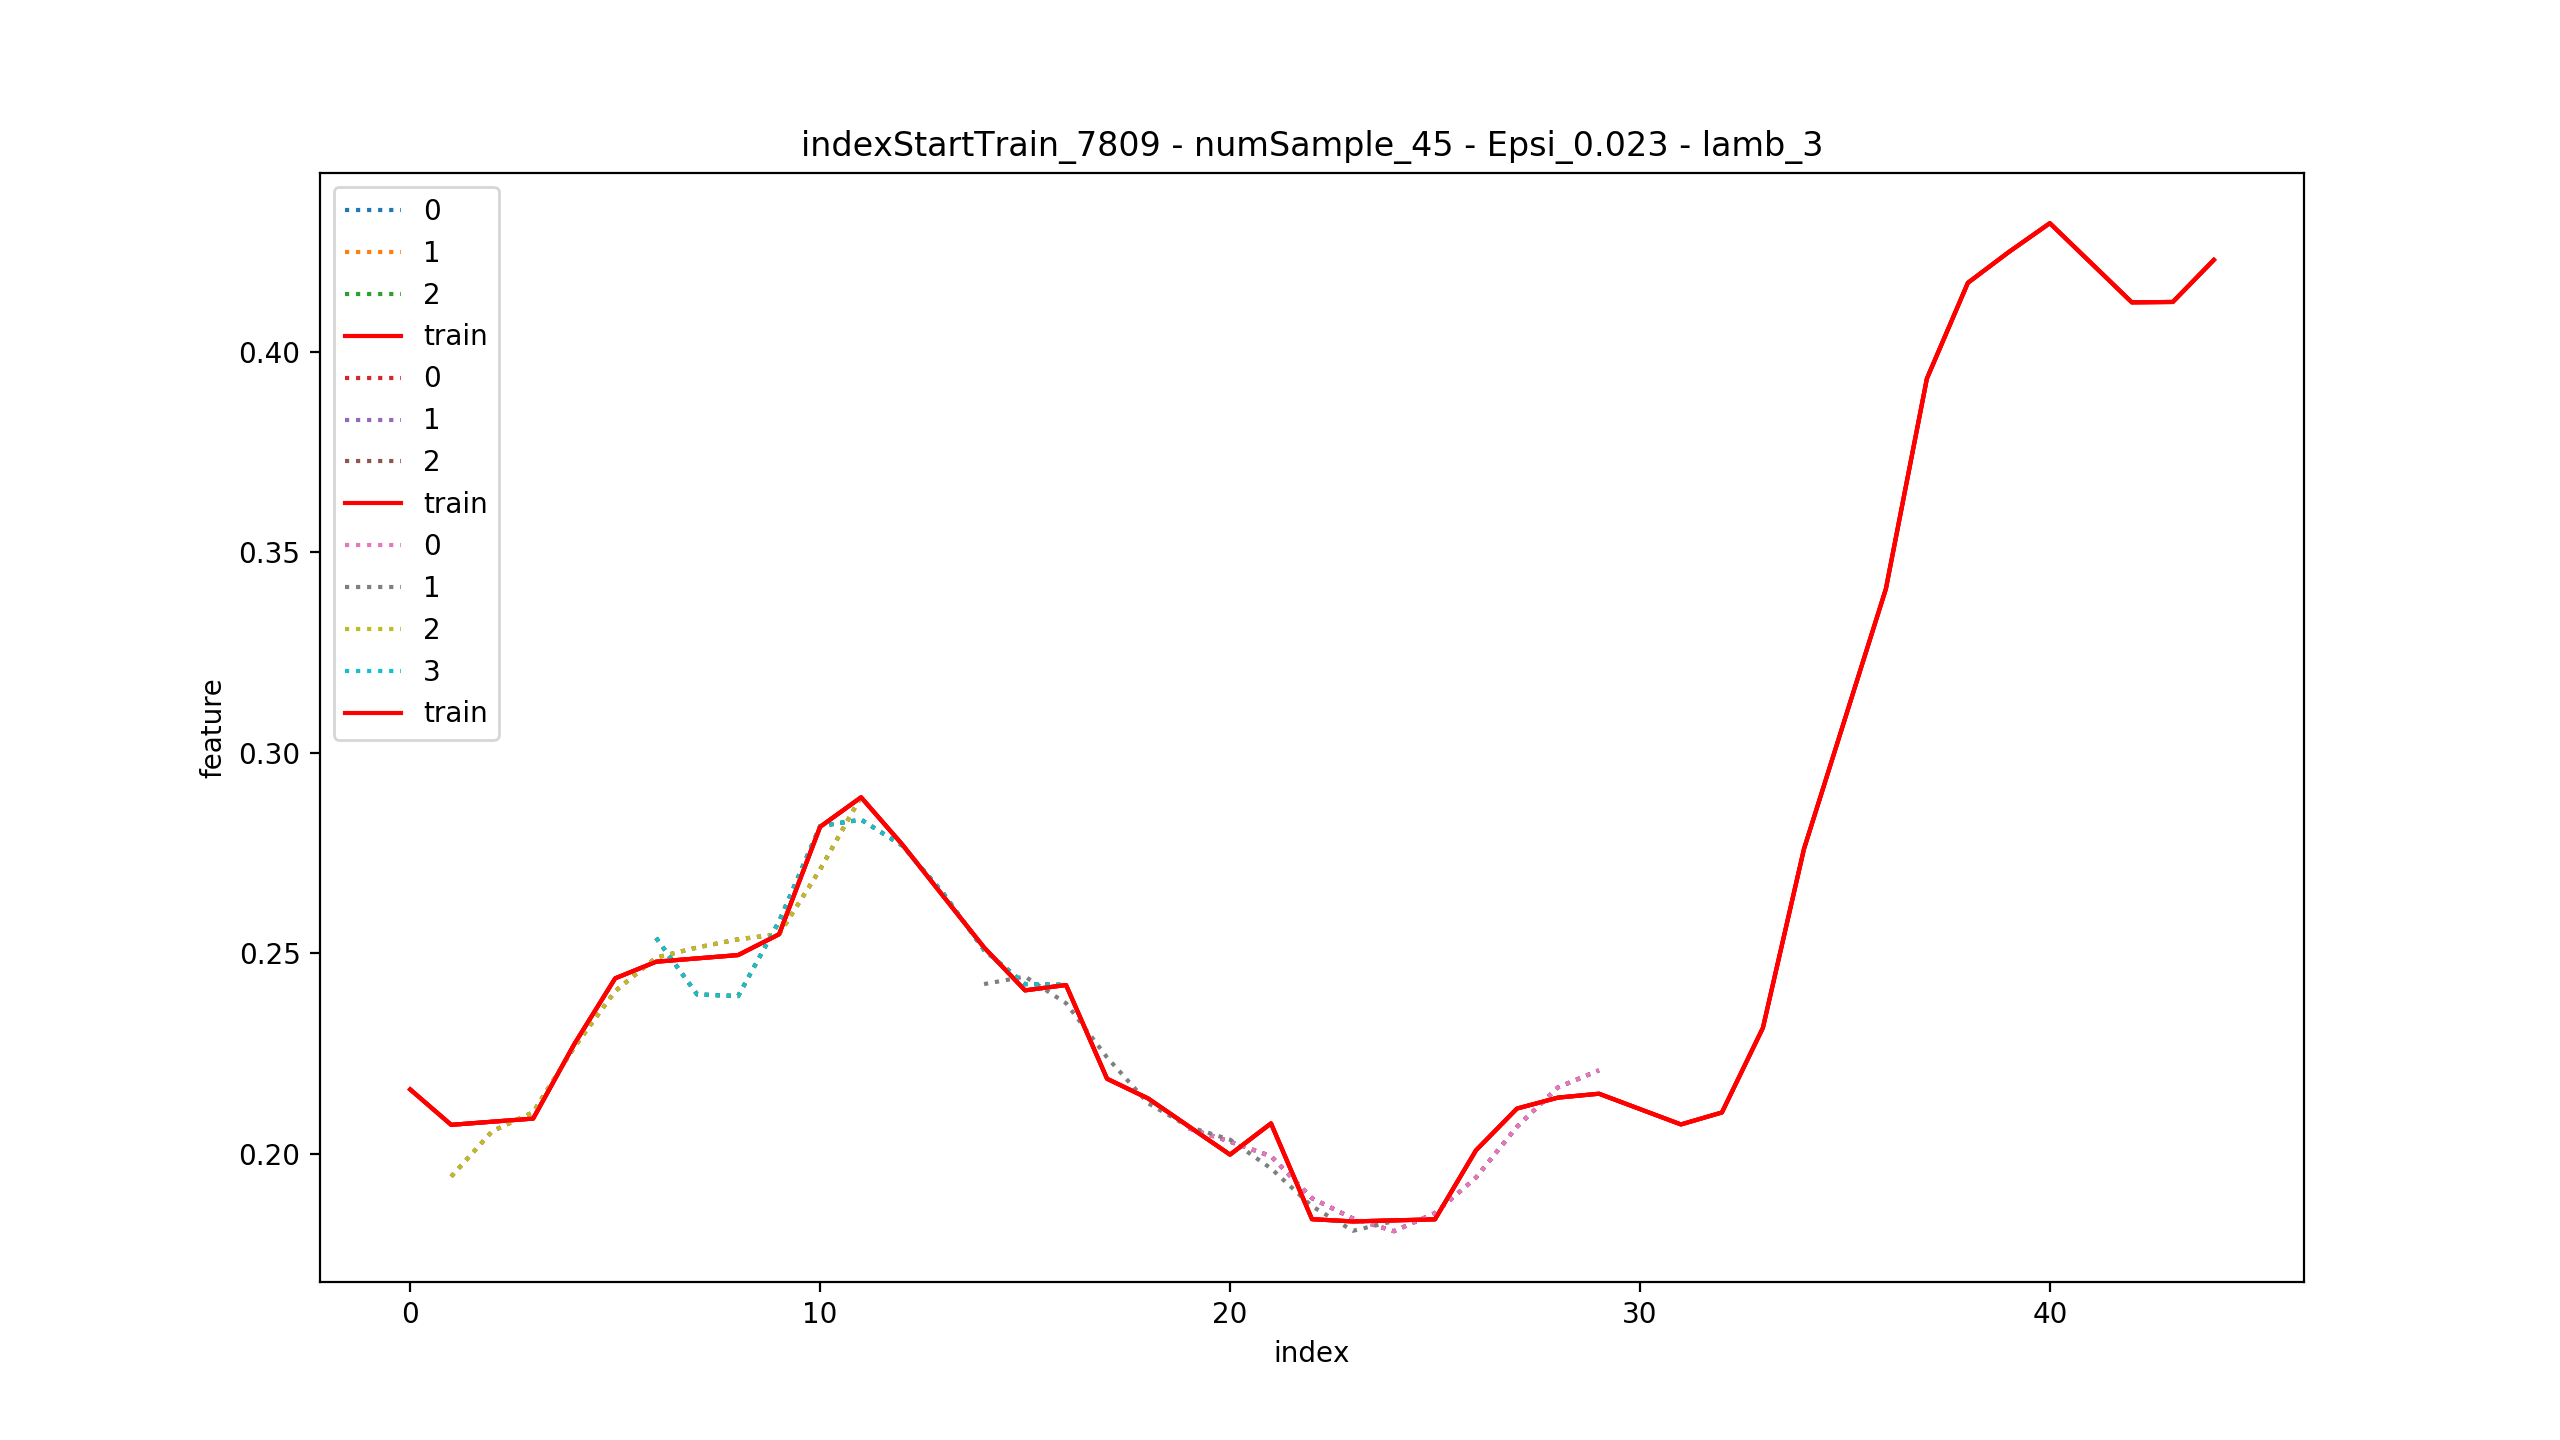 indexStartTrain_7809 - numSample_45 - Epsi_0.023 - lamb_3
0
1
2
train
0
1
2
train
0
1
2
3
train
0.40
0.35
0.30
0.25
0.20
feature
0 10 20 30 40
index